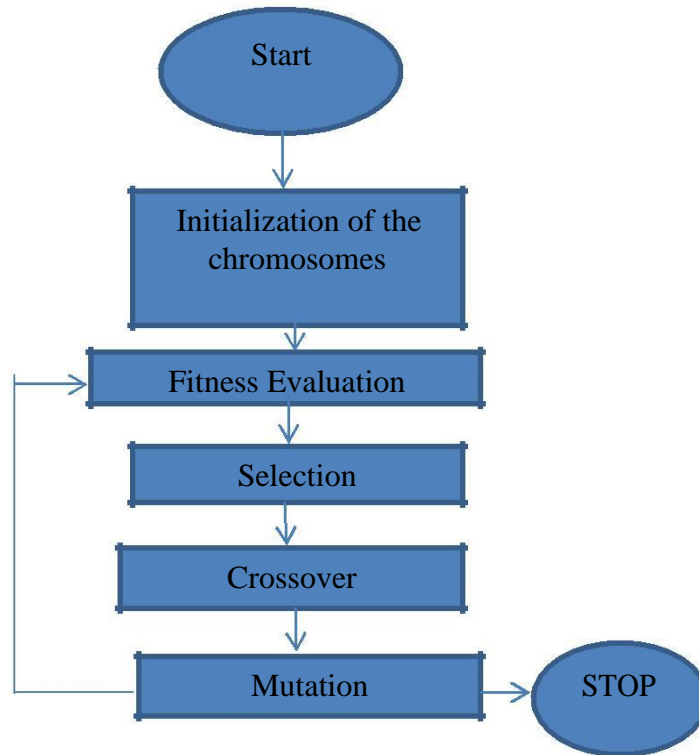 Start
Initialization of the
chromosomes
Fitness Evaluation
Selection
Crossover
Mutation
STOP